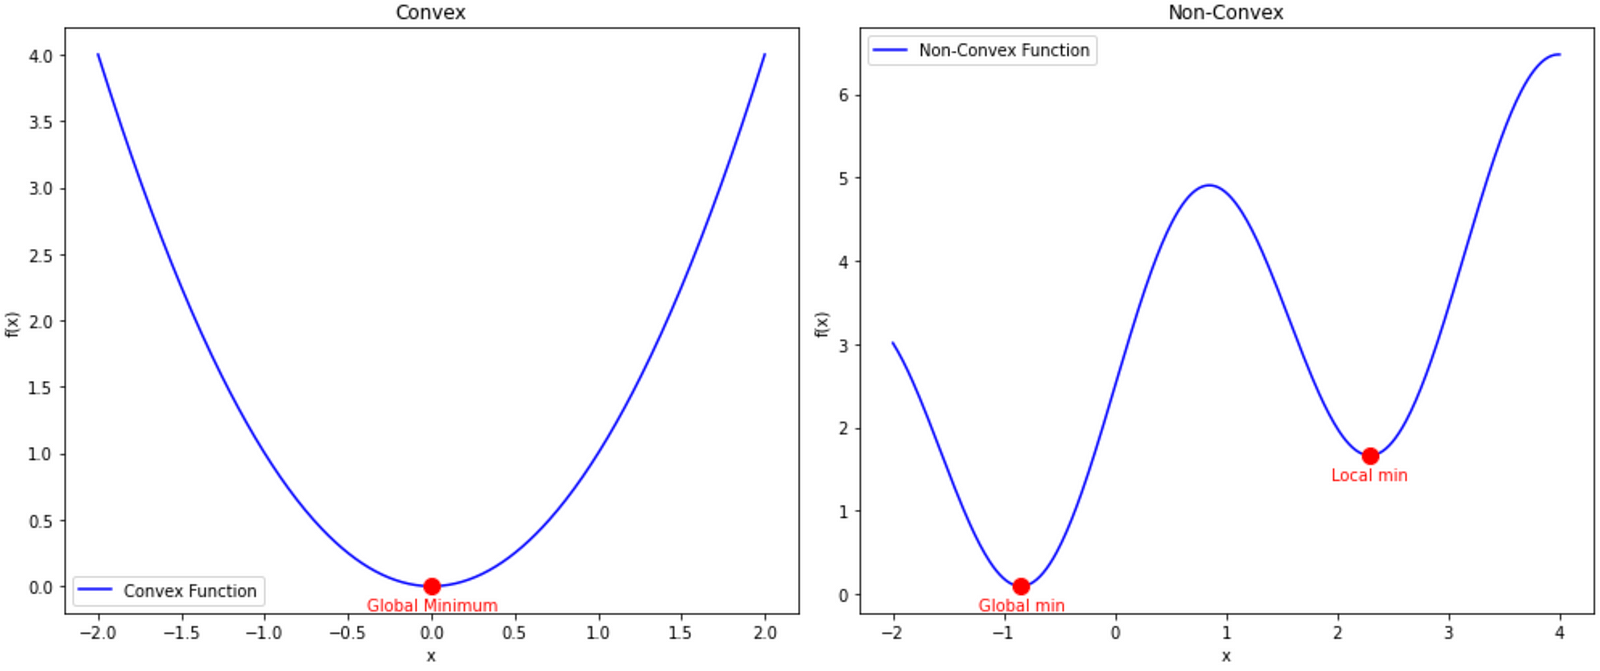 Convex
4.0
3.5
3.0
2.5
2.0
1.5
1.0
0.5
0.0
f(x)
Convex Function
Global Minimum
−2.0 −1.5 −1.0 −0.5 0.0 0.5 1.0 1.5 2.0
x
Non-Convex
Non-Convex Function
6
5
4
3
2
1
0
f(x)
Local min
Global min
−2 −1 0 1 2 3 4
x